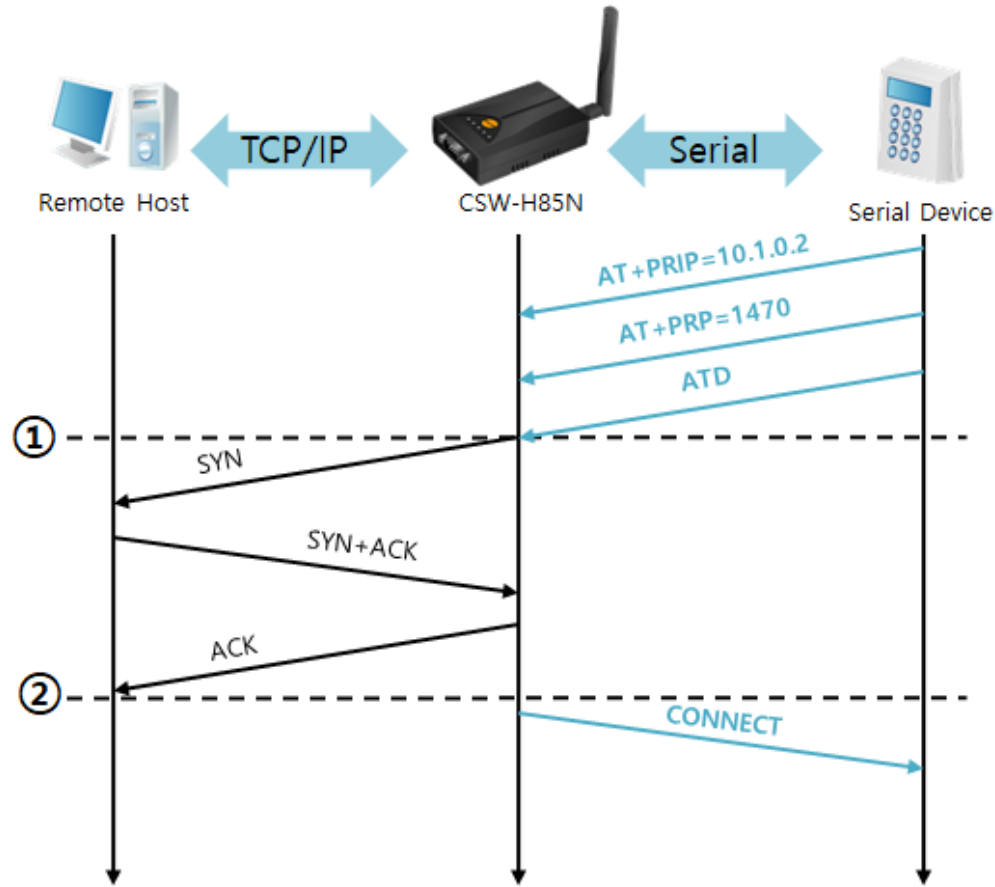 TCP/IP
Serial
Remote Host
CSW-H85N
Serial Device
AT+PRIP=10.1.0.2
AT+PRP=1470
ATD
①
SYN
SYN+ACK
ACK
②
CONNECT